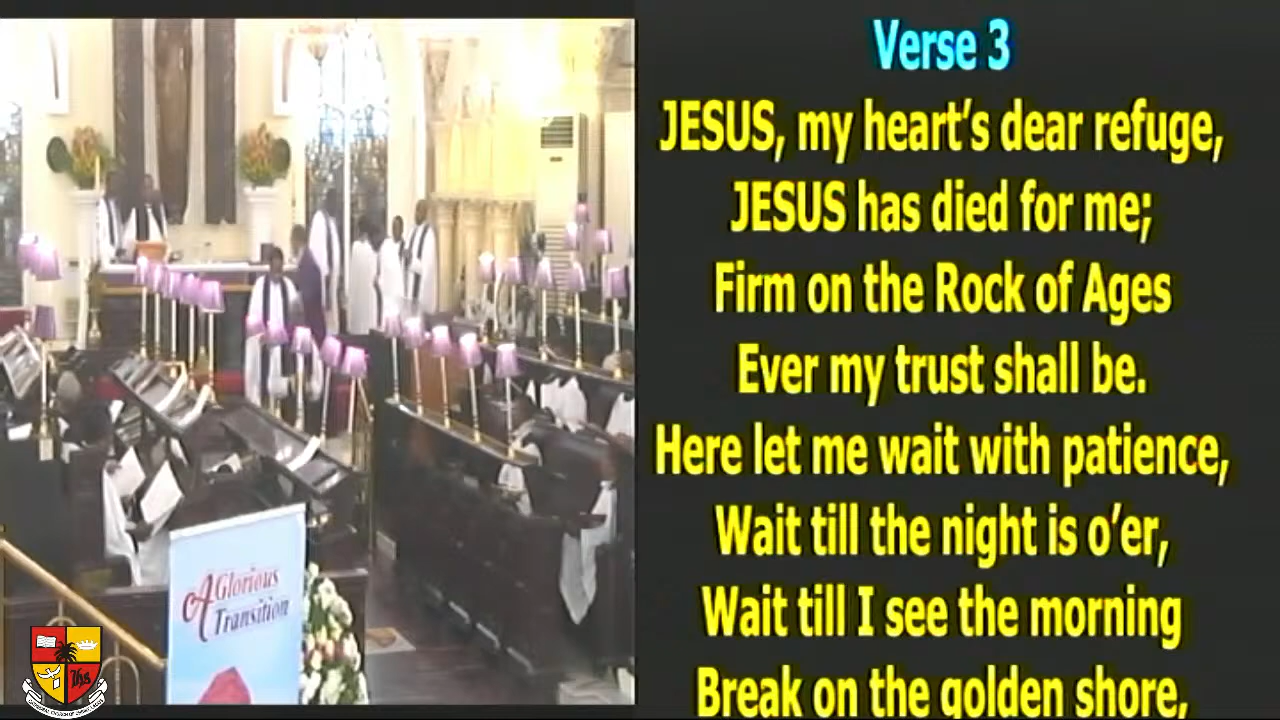 Verse 3
JESUS, my heart's dear refuge,
JESUS has died for me;
Firm on the Rock of Ages
Ever my trust shall be.
Here let me wait with patience,
Wait till the night is o'er,
Wait till I see the morning
Break on the golden shore,
A Glorious
Transition
Ihs